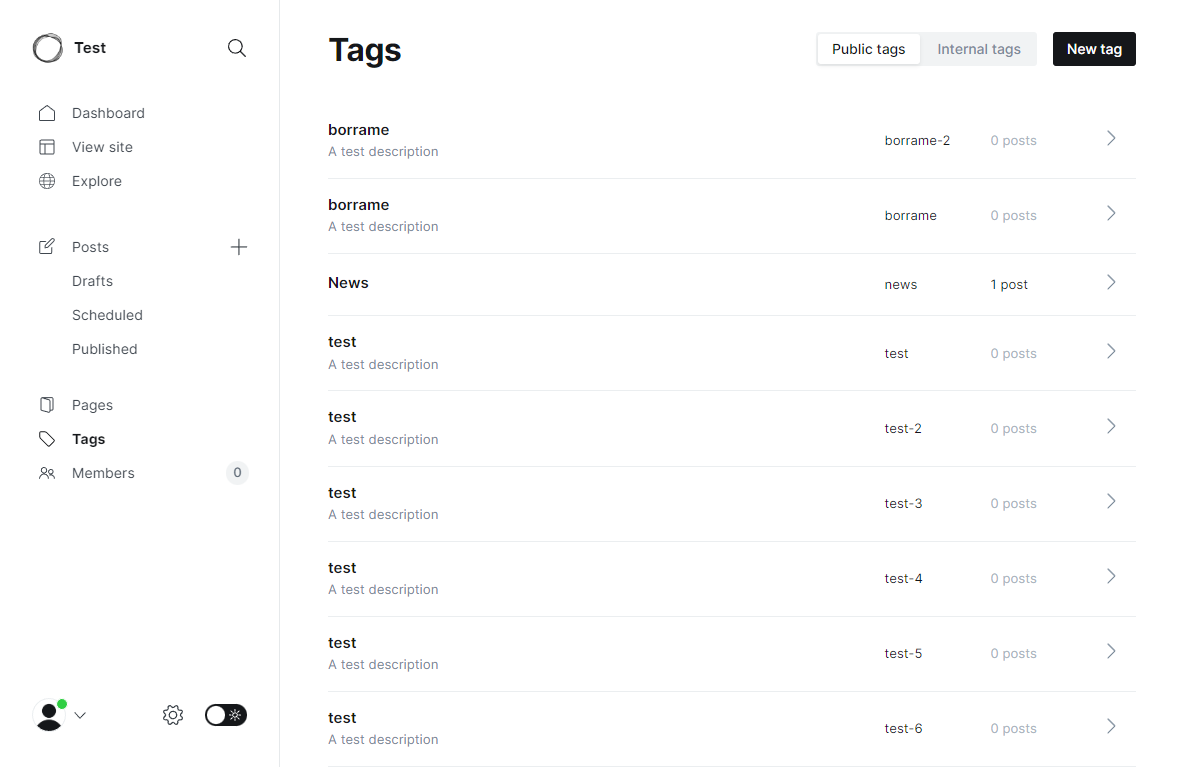 Test
Dashboard
View site
Explore
Posts
Drafts
Scheduled
Published
Pages
Tags
Members 0
Tags
Public tags Internal tags New tag
borrame
A test description
borrame-2 0 posts
borrame
A test description
borrame 0 posts
News
news 1 post
test
A test description
test 0 posts
test
A test description
test-2 0 posts
test
A test description
test-3 0 posts
test
A test description
test-4 0 posts
test
A test description
test-5 0 posts
test
A test description
test-6 0 posts